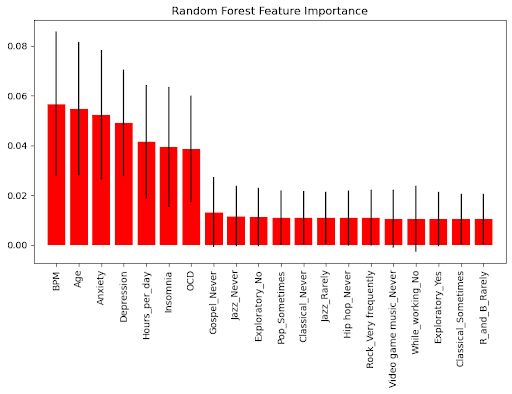 Random Forest Feature Importance
0.08
0.06
0.04
0.02
0.00
BPM
Age
Anxiety
Depression
Hours_per_day
Insomnia
OCD
Gospel_Never
Jazz_Never
Exploratory_No
Pop_Sometimes
Classical_Never
Jazz_Rarely
Hip hop_Never
Rock_Very frequently
Video game music_Never
While_working_No
Exploratory_Yes
Classical_Sometimes
R_and_B_Rarely